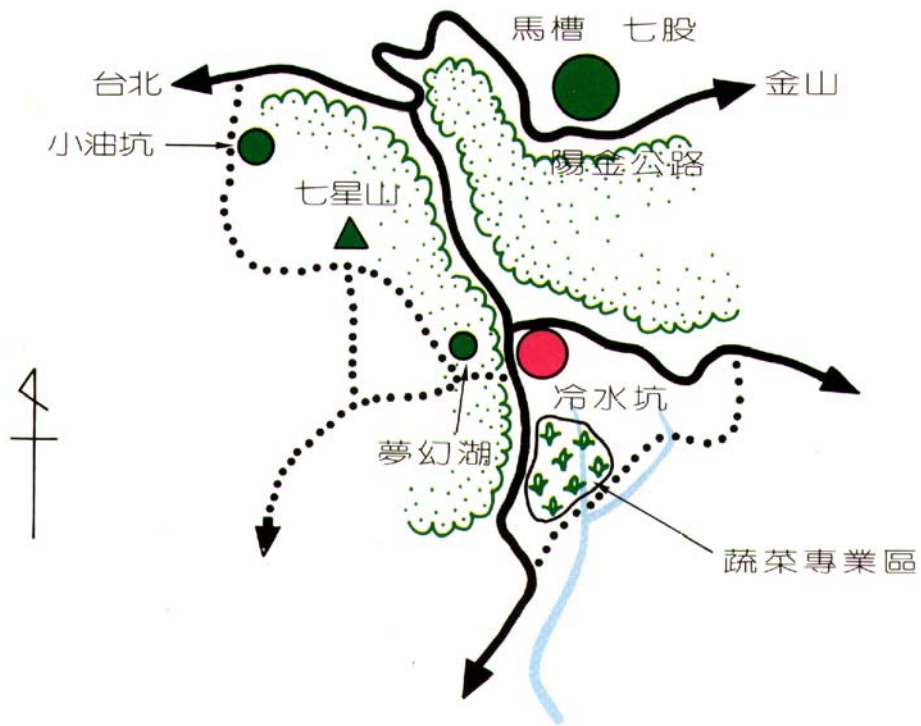 馬槽 七股
台北
金山
小油坑
陽金公路
七星山
冷水坑
夢幻湖
蔬菜專業區